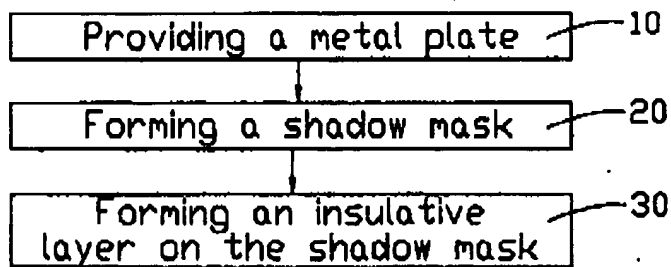 Providing a metal plate
10
Forming a shadow mask
20
Forming an insulative
layer on the shadow mask
30